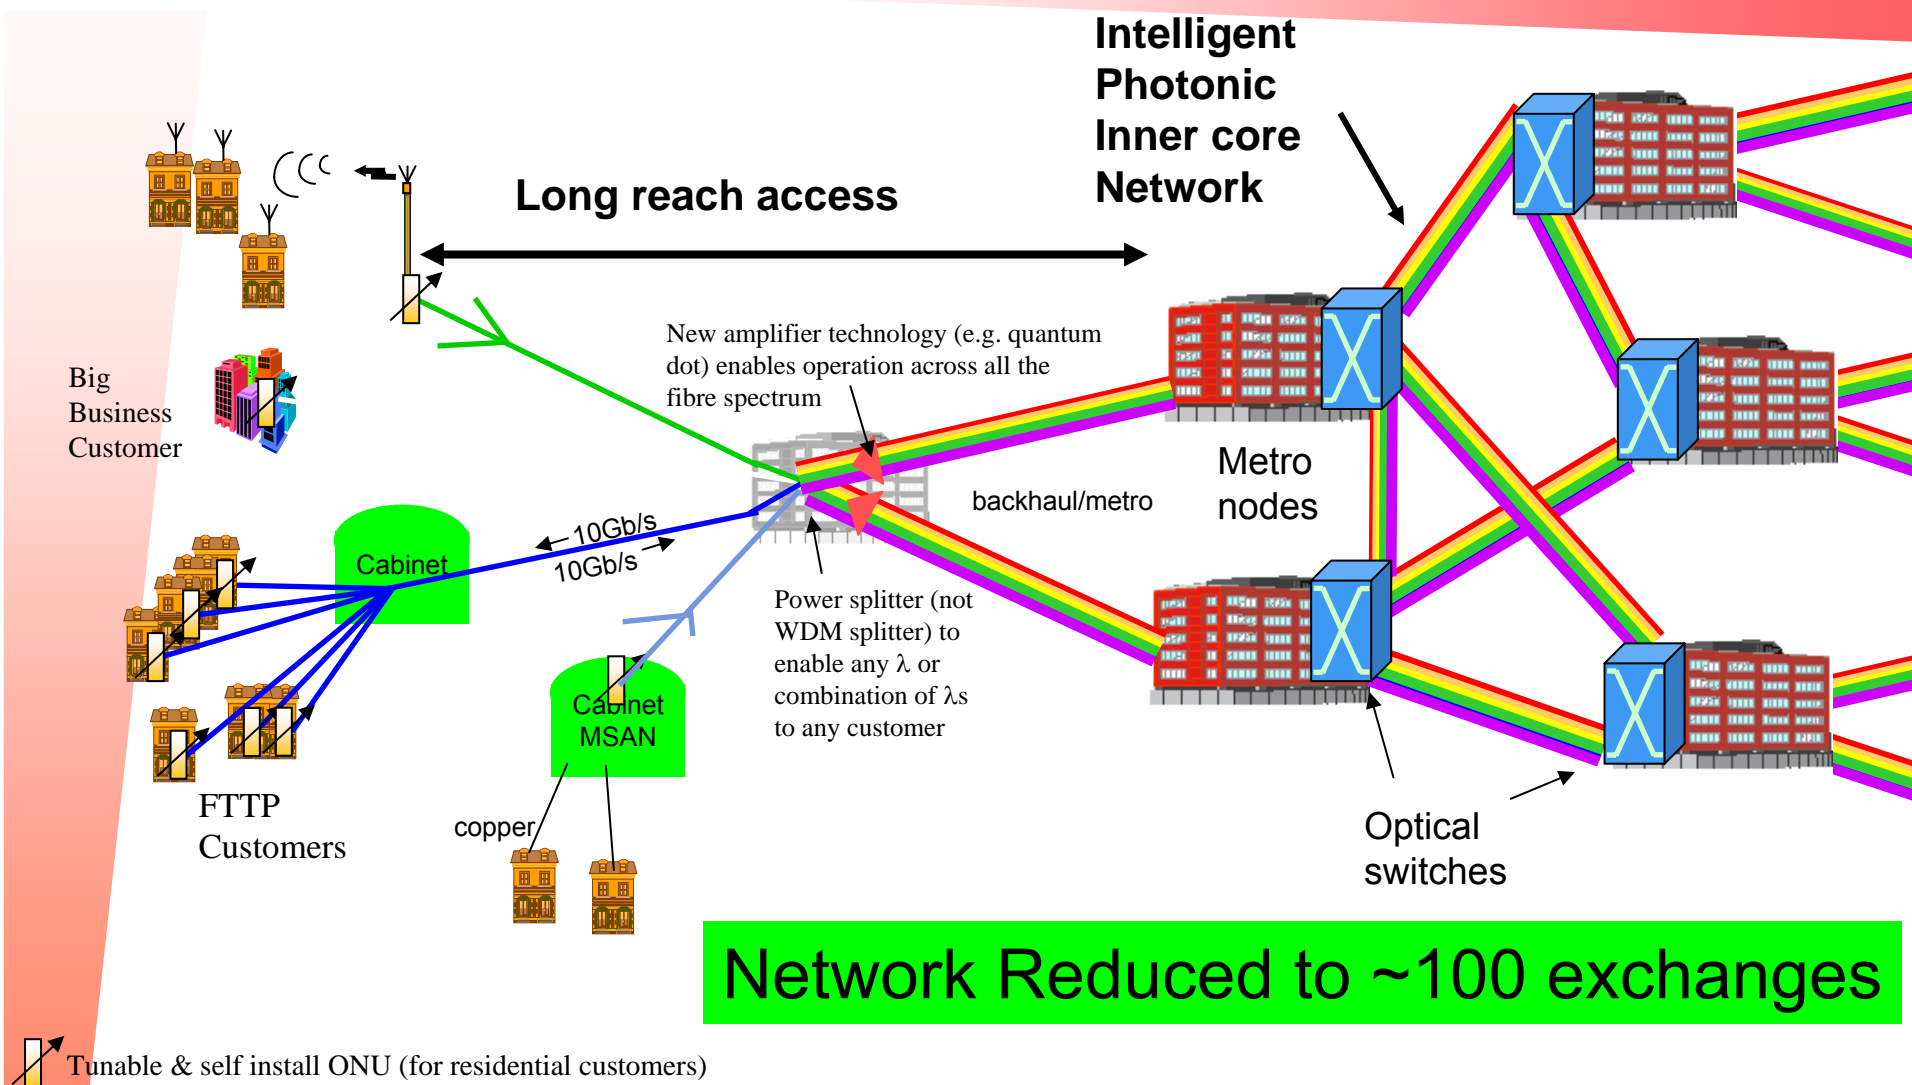 Intelligent
Photonic
Inner core
Network
Long reach access
New amplifier technology (e.g. quantum
dot) enables operation across all the
fibre spectrum
Big
Business
Customer
Metro
nodes
backhaul/metro
10Gb/s
10Gb/s
Cabinet
Power splitter (not
WDM splitter) to
enable any λ or
combination of λs
to any customer
Cabinet
MSAN
FTTP
Customers
copper
Optical
switches
Network Reduced to ~100 exchanges
Tunable & self install ONU (for residential customers)